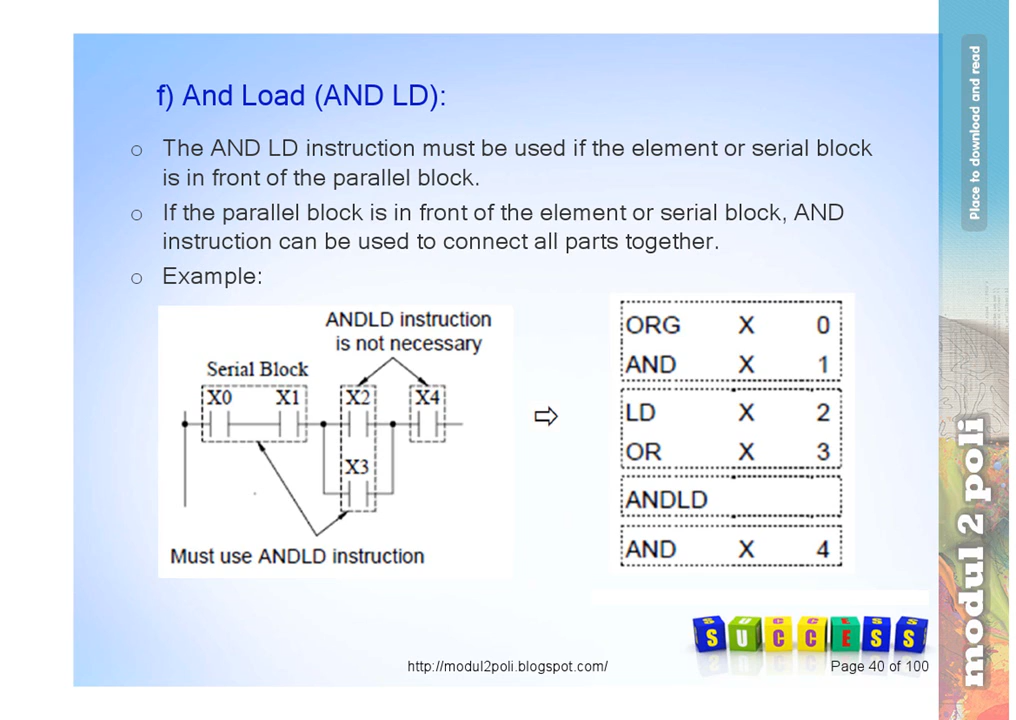 f) And Load (AND LD):
o The AND LD instruction must be used if the element or serial block
is in front of the parallel block.
o If the parallel block is in front of the element or serial block, AND
instruction can be used to connect all parts together.
o Example:
ANDLD instruction
is not necessary
Serial Block
X0 X1 X2 X4
X3
Must use ANDLD instruction
⇨
ORG X 0
AND X 1
LD X 2
OR X 3
ANDLD
AND X 4
SUCCESS
http://modul2poli.blogspot.com/
Page 40 of 100
Place to download and read
modul 2 poli